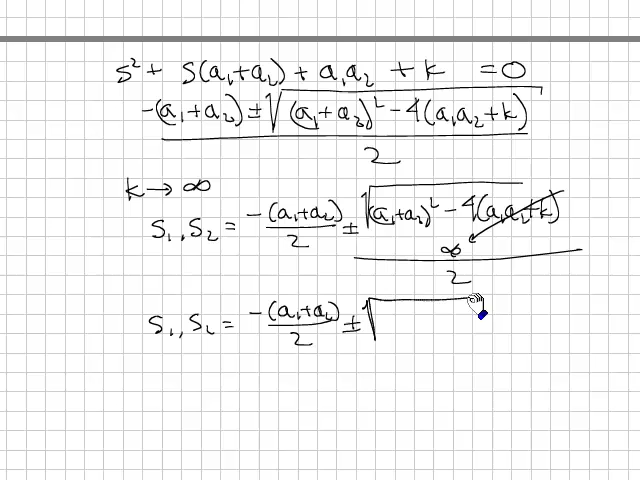 s² + s(a₁+a₂) + a₁a₂ + k = 0
-(a₁+a₂) ± √(a₁+a₂)² - 4(a₁a₂+k)
2
k → ∞
s₁, s₂ = -(a₁+a₂)/2 ± √(a₁+a₂)² - 4(a₁a₂+k)
∞
2
s₁, s₂ = -(a₁+a₂)/2 ± √